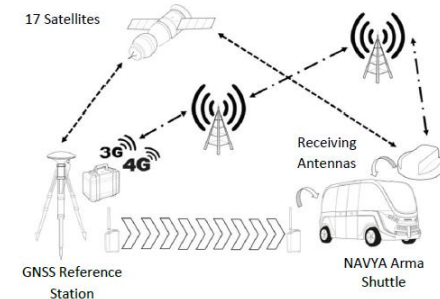 17 Satellites
3G
4G
Receiving
Antennas
GNSS Reference
Station
NAVYA Arma
Shuttle